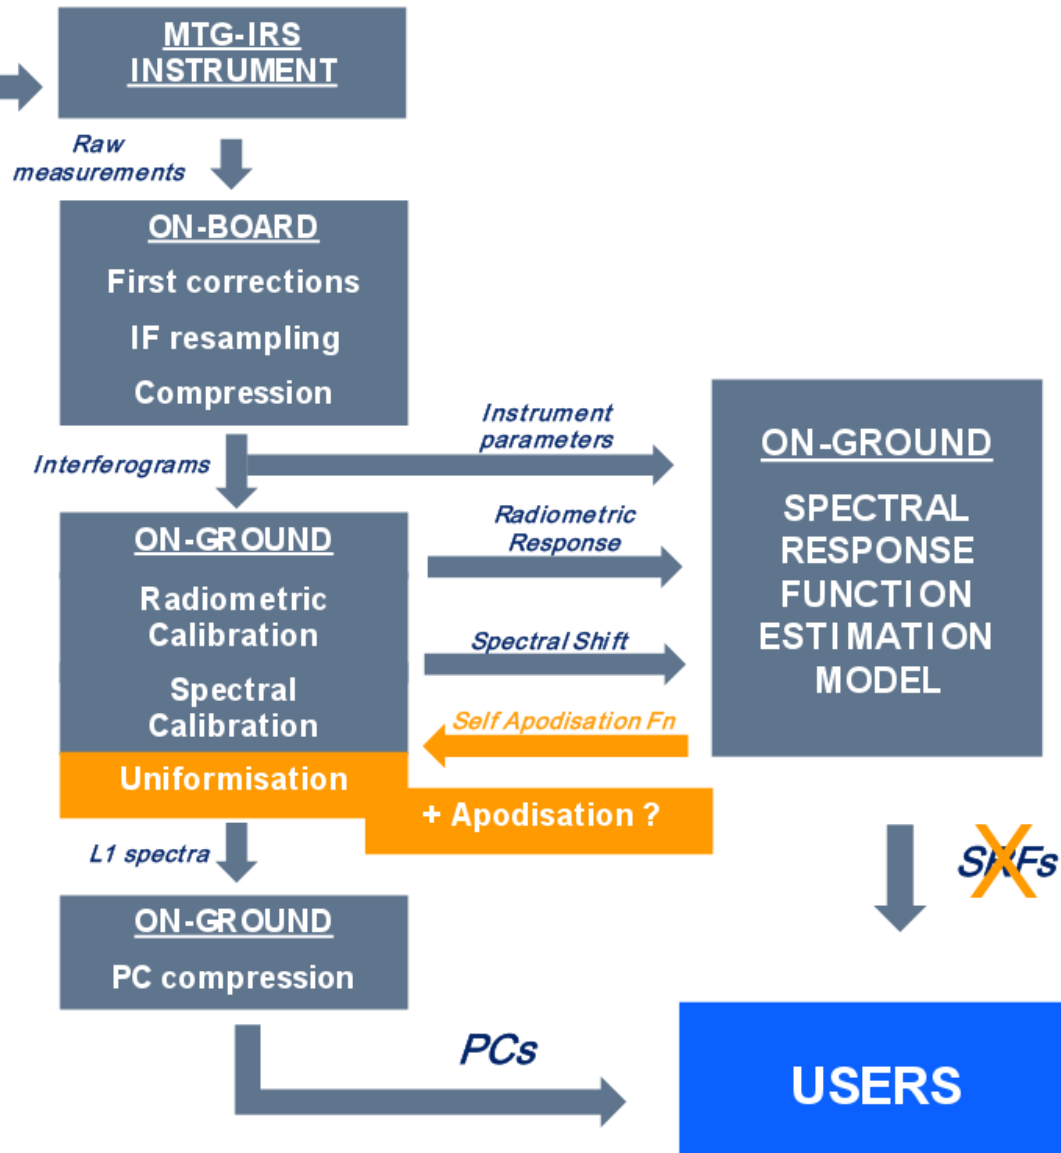 MTG-IRS
INSTRUMENT
Raw
measurements
ON-BOARD
First corrections
IF resampling
Compression
Interferograms
Instrument
parameters
ON-GROUND
Radiometric
Calibration
Spectral
Calibration
Uniformisation
+ Apodisation ?
Radiometric
Response
Spectral Shift
Self Apodisation Fn
ON-GROUND
SPECTRAL
RESPONSE
FUNCTION
ESTIMATION
MODEL
L1 spectra
SRFs
ON-GROUND
PC compression
PCs
USERS